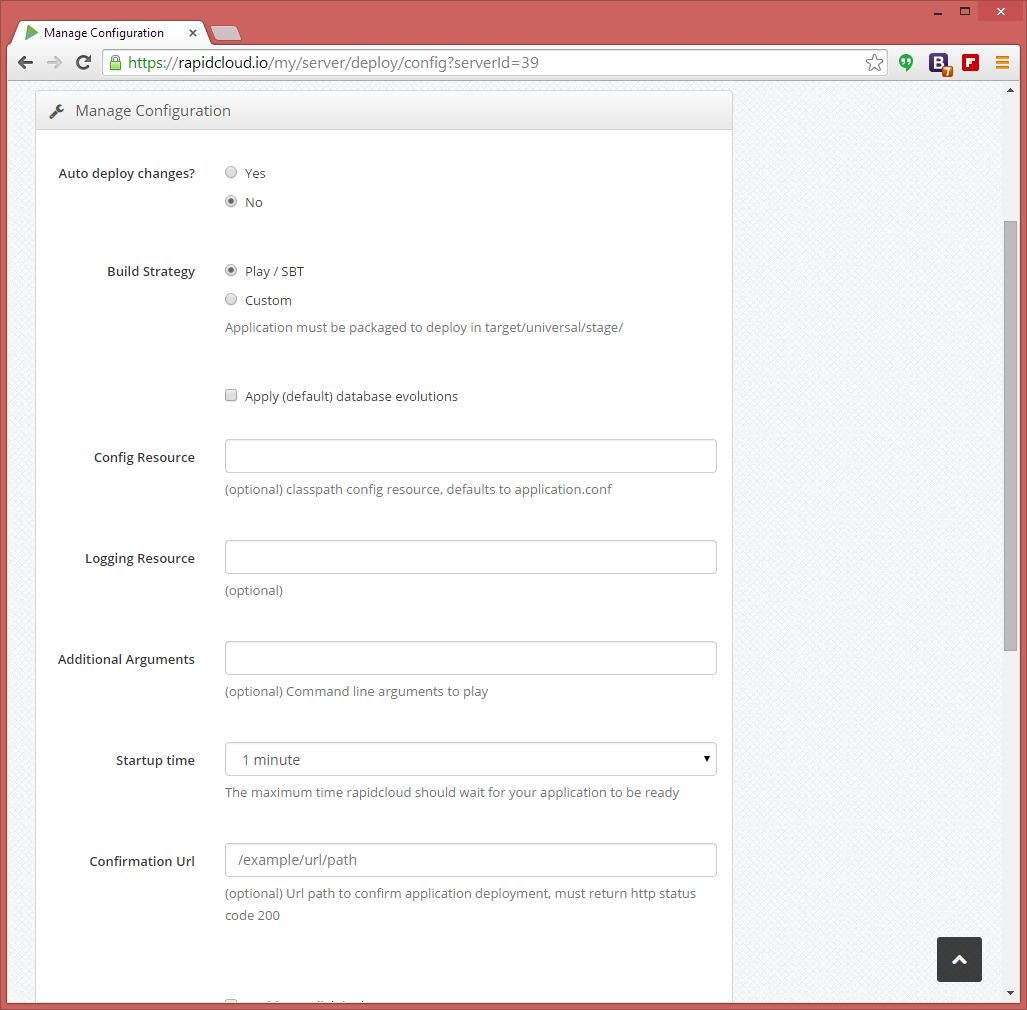 Manage Configuration
https://rapidcloud.io/my/server/deploy/config?serverId=39
B
7
Manage Configuration
Auto deploy changes?
Yes
No
Build Strategy
Play / SBT
Custom
Application must be packaged to deploy in target/universal/stage/
Apply (default) database evolutions
Config Resource
(optional) classpath config resource, defaults to application.conf
Logging Resource
(optional)
Additional Arguments
(optional) Command line arguments to play
Startup time
1 minute
The maximum time rapidcloud should wait for your application to be ready
Confirmation Url
/example/url/path
(optional) Url path to confirm application deployment, must return http status
code 200